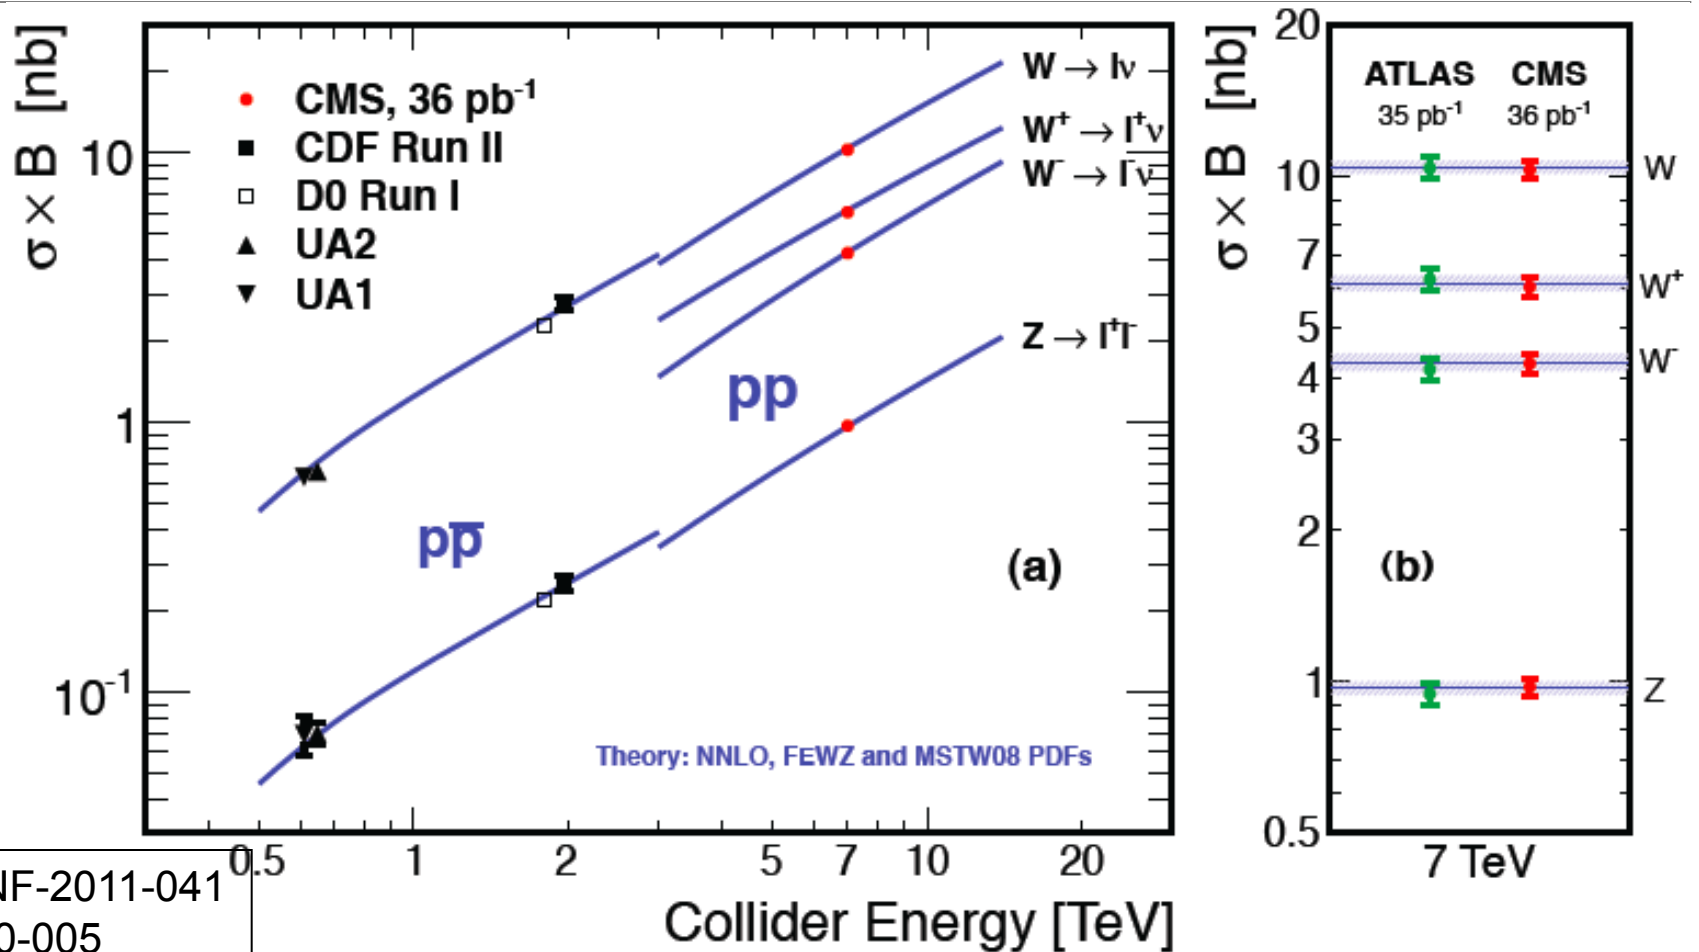 σ × B [nb]
10
1
10⁻¹
CMS, 36 pb⁻¹
CDF Run II
D0 Run I
UA2
UA1
W → lν
W⁺ → l⁺ν
W⁻ → l⁻ν
Z → l⁺l⁻
pp
pp̅
(a)
Theory: NNLO, FEWZ and MSTW08 PDFs
0.5 1 2 5 7 10 20
Collider Energy [TeV]
σ × B [nb]
20
10
7
5
4
3
2
1
0.5
ATLAS CMS
35 pb⁻¹ 36 pb⁻¹
W
W⁺
W⁻
Z
(b)
7 TeV
NF-2011-041
0-005